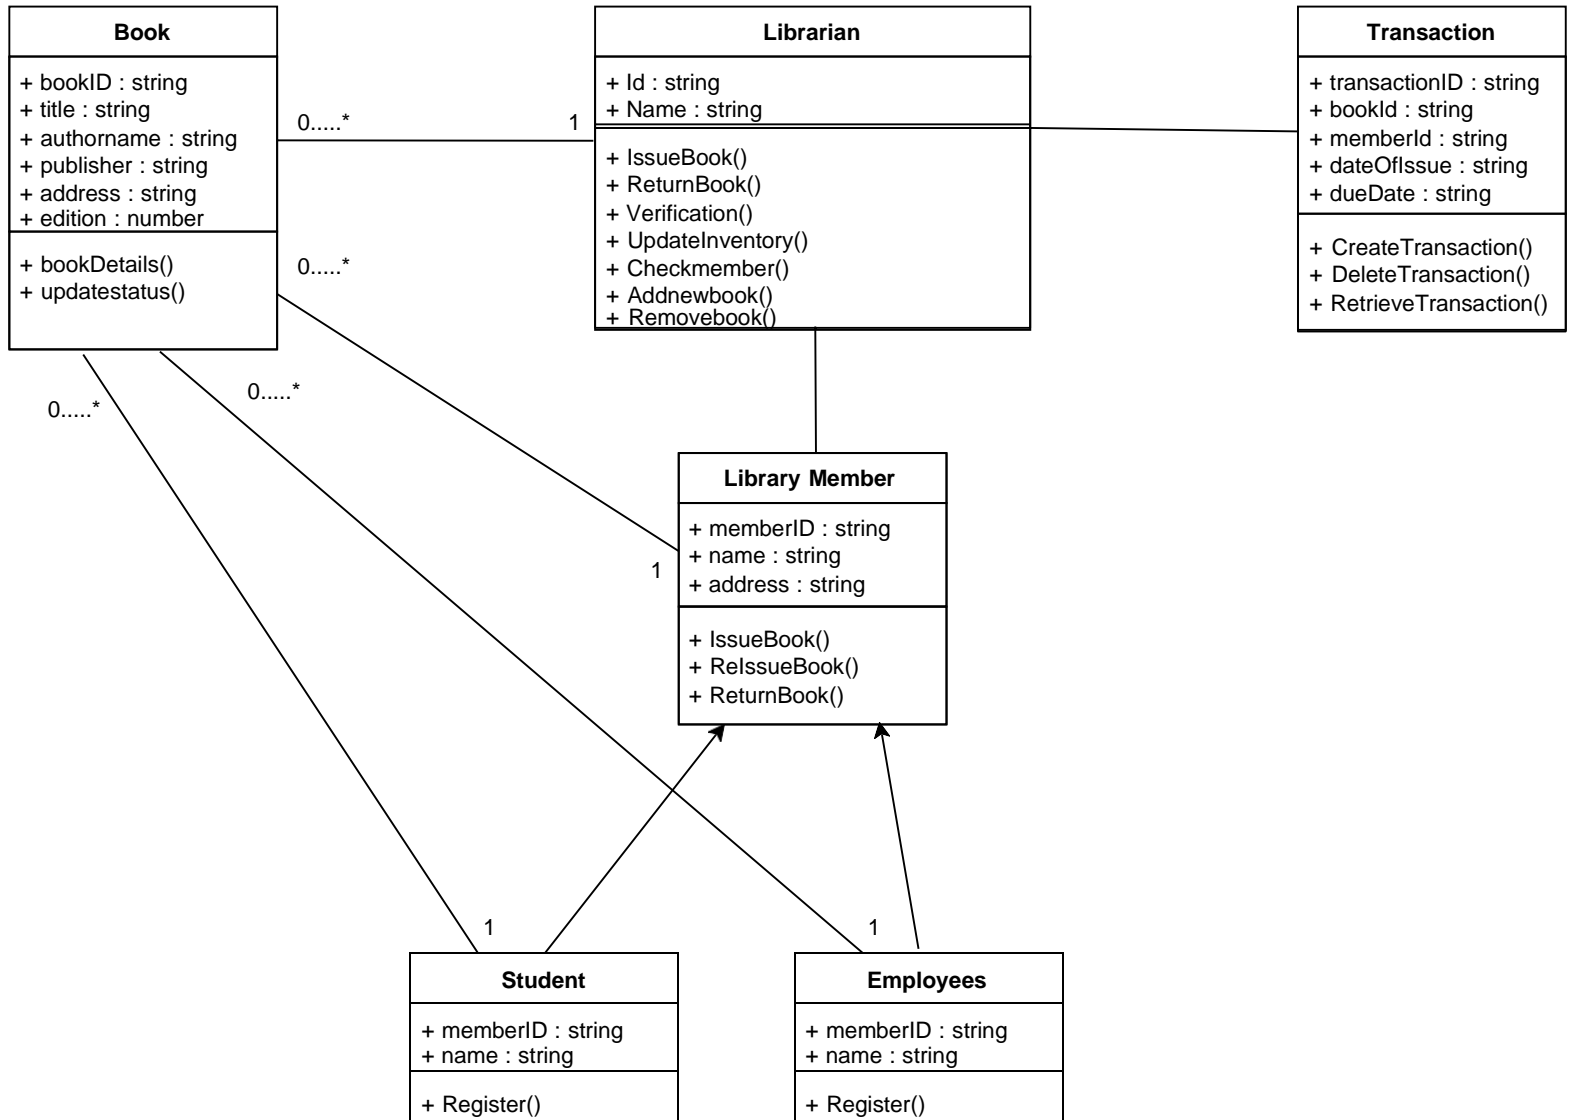 Book
+ bookID : string
+ title : string
+ authorname : string
+ publisher : string
+ address : string
+ edition : number
+ bookDetails()
+ updatestatus()
0.....*
1
Librarian
+ Id : string
+ Name : string
+ IssueBook()
+ ReturnBook()
+ Verification()
+ UpdateInventory()
+ Checkmember()
+ Addnewbook()
+ Removebook()
Transaction
+ transactionID : string
+ bookId : string
+ memberId : string
+ dateOfIssue : string
+ dueDate : string
+ CreateTransaction()
+ DeleteTransaction()
+ RetrieveTransaction()
0.....*
0.....*
0.....*
1
Library Member
+ memberID : string
+ name : string
+ address : string
+ IssueBook()
+ ReIssueBook()
+ ReturnBook()
1
Student
+ memberID : string
+ name : string
+ Register()
1
Employees
+ memberID : string
+ name : string
+ Register()